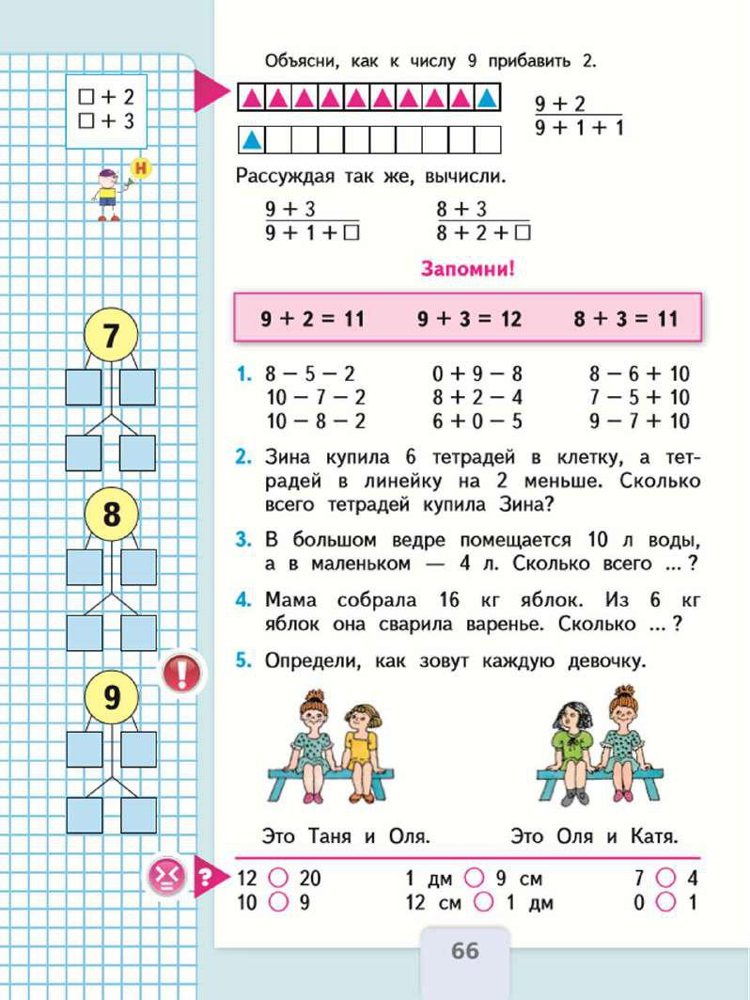 Объясни, как к числу 9 прибавить 2.
□ + 2
□ + 3
9 + 2
9 + 1 + 1
Н
Рассуждая так же, вычисли.
9 + 3 8 + 3
9 + 1 + □ 8 + 2 + □
Запомни!
9 + 2 = 11 9 + 3 = 12 8 + 3 = 11
7
8
9
1. 8 − 5 − 2 0 + 9 − 8 8 − 6 + 10
10 − 7 − 2 8 + 2 − 4 7 − 5 + 10
10 − 8 − 2 6 + 0 − 5 9 − 7 + 10
2. Зина купила 6 тетрадей в клетку, а тет-
радей в линейку на 2 меньше. Сколько
всего тетрадей купила Зина?
3. В большом ведре помещается 10 л воды,
а в маленьком — 4 л. Сколько всего ... ?
4. Мама собрала 16 кг яблок. Из 6 кг
яблок она сварила варенье. Сколько ... ?
!
5. Определи, как зовут каждую девочку.
Это Таня и Оля. Это Оля и Катя.
?
12 ○ 20 1 дм ○ 9 см 7 ○ 4
10 ○ 9 12 см ○ 1 дм 0 ○ 1
66